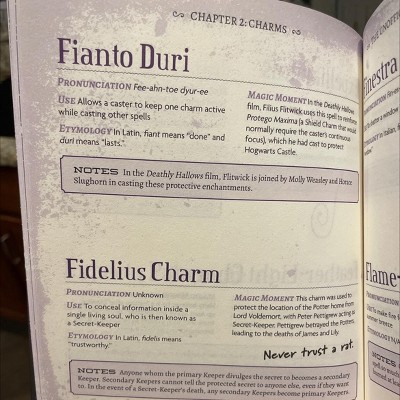 CHAPTER 2: CHARMS
Fianto Duri
PRONUNCIATION Fee-ahn-toe dyur-ee
USE Allows a caster to keep one charm active
while casting other spells
ETYMOLOGY In Latin, fiant means "done" and
duri means "lasts."
MAGIC MOMENT In the Deathly Hallows
film, Filius Flitwick uses this spell to reinforce
Protego Maxima (a Shield Charm that would
normally require the caster's continuous
focus), which he had cast to protect
Hogwarts Castle.
NOTES In the Deathly Hallows film, Flitwick is joined by Molly Weasley and Horace
Slughorn in casting these protective enchantments.
Fidelius Charm
PRONUNCIATION Unknown
USE To conceal information inside a
single living soul, who is then known as
a Secret-Keeper
ETYMOLOGY In Latin, fidelis means
"trustworthy."
MAGIC MOMENT This charm was used to
protect the location of the Potter home from
Lord Voldemort, with Peter Pettigrew acting as
Secret-Keeper. Pettigrew betrayed the Potters,
leading to the deaths of James and Lily.
Never trust a rat.
NOTES Anyone whom the primary Keeper divulges the secret to becomes a secondary
Keeper. Secondary Keepers cannot tell the protected secret to anyone else, even if they want
to. In the event of a Secret-Keeper's death, any secondary Keepers become primary Keepers.
THE UNOFFI
Finestra
Flame-